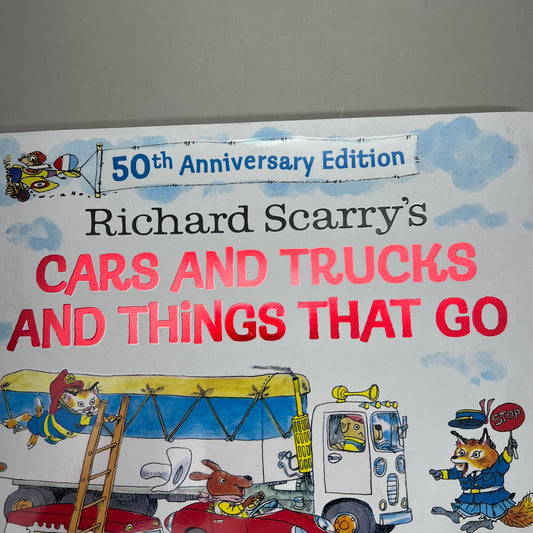 50th Anniversary Edition
Richard Scarry's
CARS AND TRUCKS
AND THiNGS THAT GO
STOP